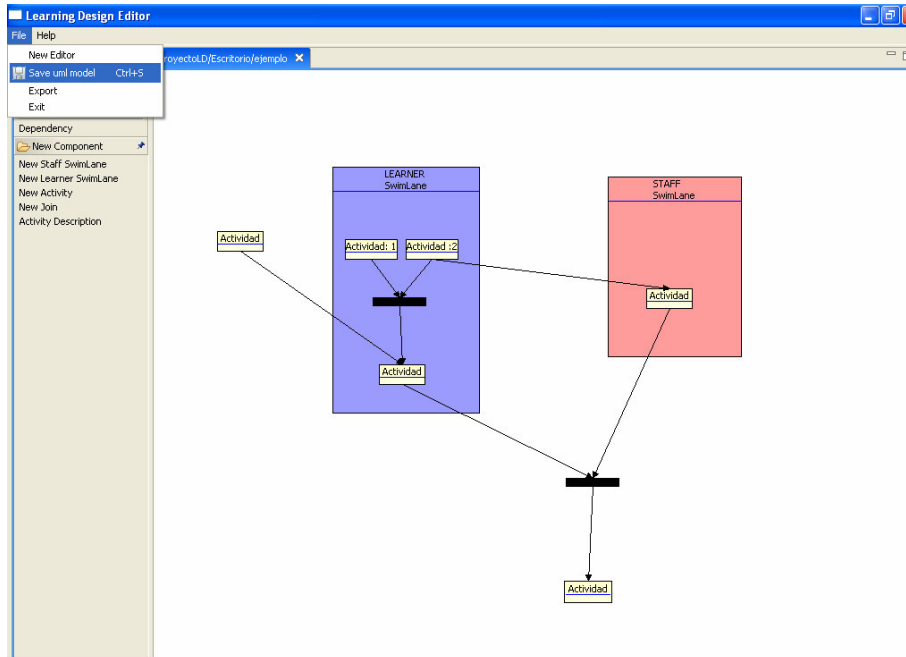 Learning Design Editor
File Help
New Editor
Save uml model Ctrl+S
Export
Exit
royectoLD/Escritorio/ejemplo
Dependency
New Component
New Staff SwimLane
New Learner SwimLane
New Activity
New Join
Activity Description
LEARNER
SwimLane
STAFF
SwimLane
Actividad
Actividad: 1
Actividad :2
Actividad
Actividad
Actividad